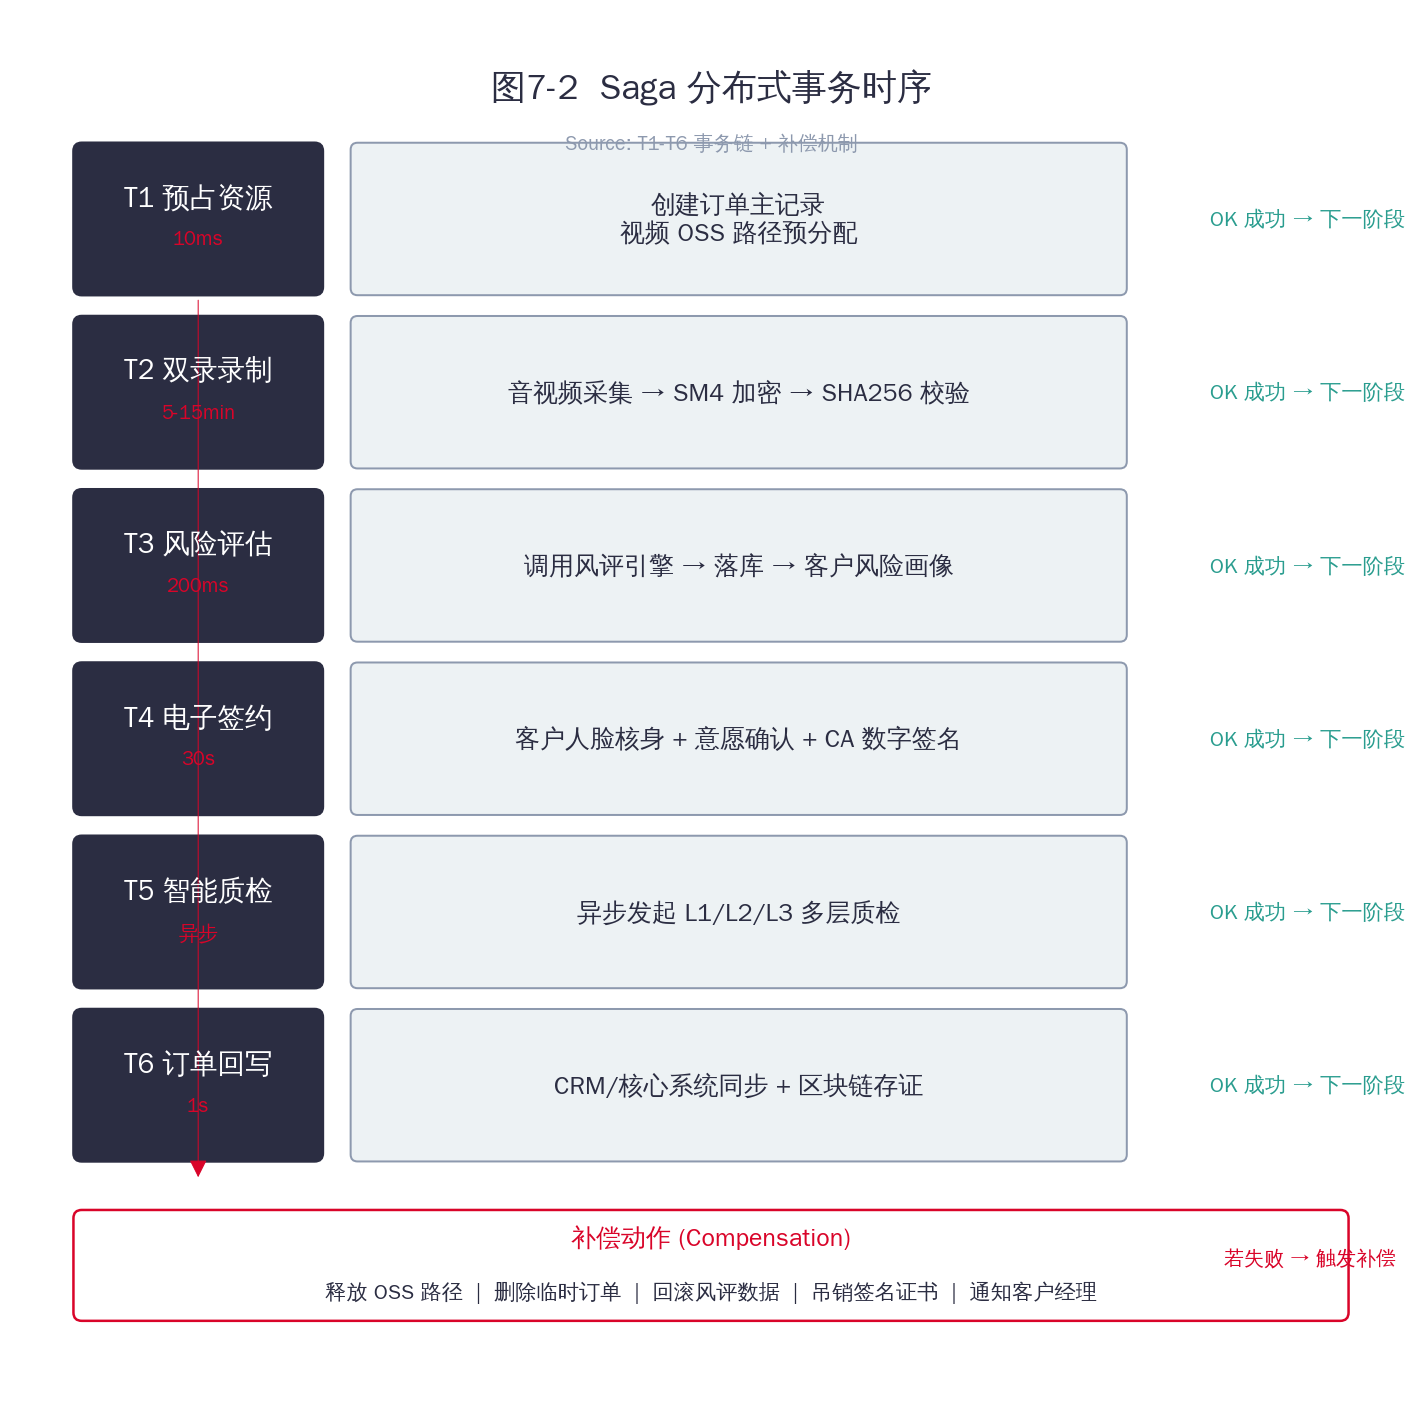 图7-2 Saga 分布式事务时序
Source: T1-T6 事务链 + 补偿机制
T1 预占资源
10ms
创建订单主记录
视频 OSS 路径预分配
OK 成功 → 下一阶段
T2 双录录制
5-15min
音视频采集 → SM4 加密 → SHA256 校验
OK 成功 → 下一阶段
T3 风险评估
200ms
调用风评引擎 → 落库 → 客户风险画像
OK 成功 → 下一阶段
T4 电子签约
30s
客户人脸核身 + 意愿确认 + CA 数字签名
OK 成功 → 下一阶段
T5 智能质检
异步
异步发起 L1/L2/L3 多层质检
OK 成功 → 下一阶段
T6 订单回写
1s
CRM/核心系统同步 + 区块链存证
OK 成功 → 下一阶段
补偿动作 (Compensation)
若失败 → 触发补偿
释放 OSS 路径 | 删除临时订单 | 回滚风评数据 | 吊销签名证书 | 通知客户经理